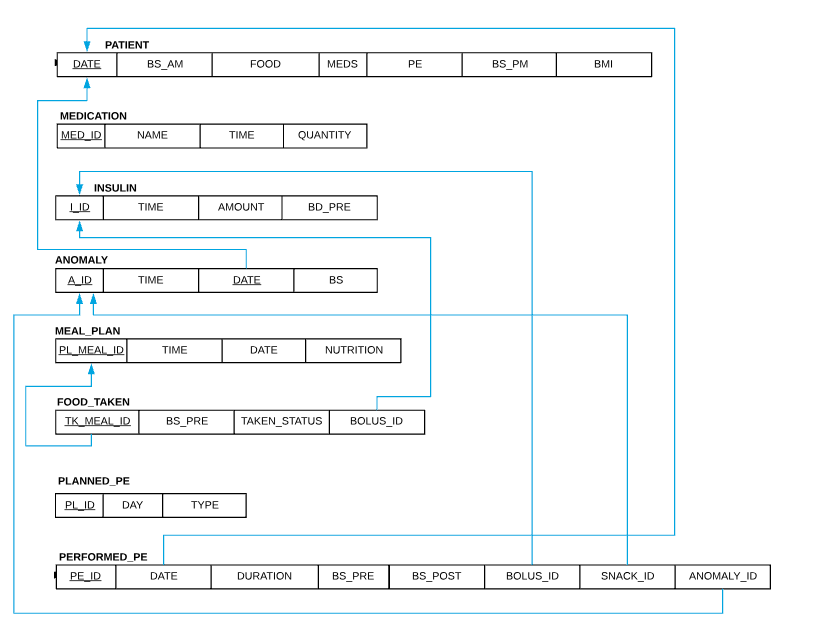 PATIENT
DATE BS_AM FOOD MEDS PE BS_PM BMI
MEDICATION
MED_ID NAME TIME QUANTITY
INSULIN
I_ID TIME AMOUNT BD_PRE
ANOMALY
A_ID TIME DATE BS
MEAL_PLAN
PL_MEAL_ID TIME DATE NUTRITION
FOOD_TAKEN
TK_MEAL_ID BS_PRE TAKEN_STATUS BOLUS_ID
PLANNED_PE
PL_ID DAY TYPE
PERFORMED_PE
PE_ID DATE DURATION BS_PRE BS_POST BOLUS_ID SNACK_ID ANOMALY_ID